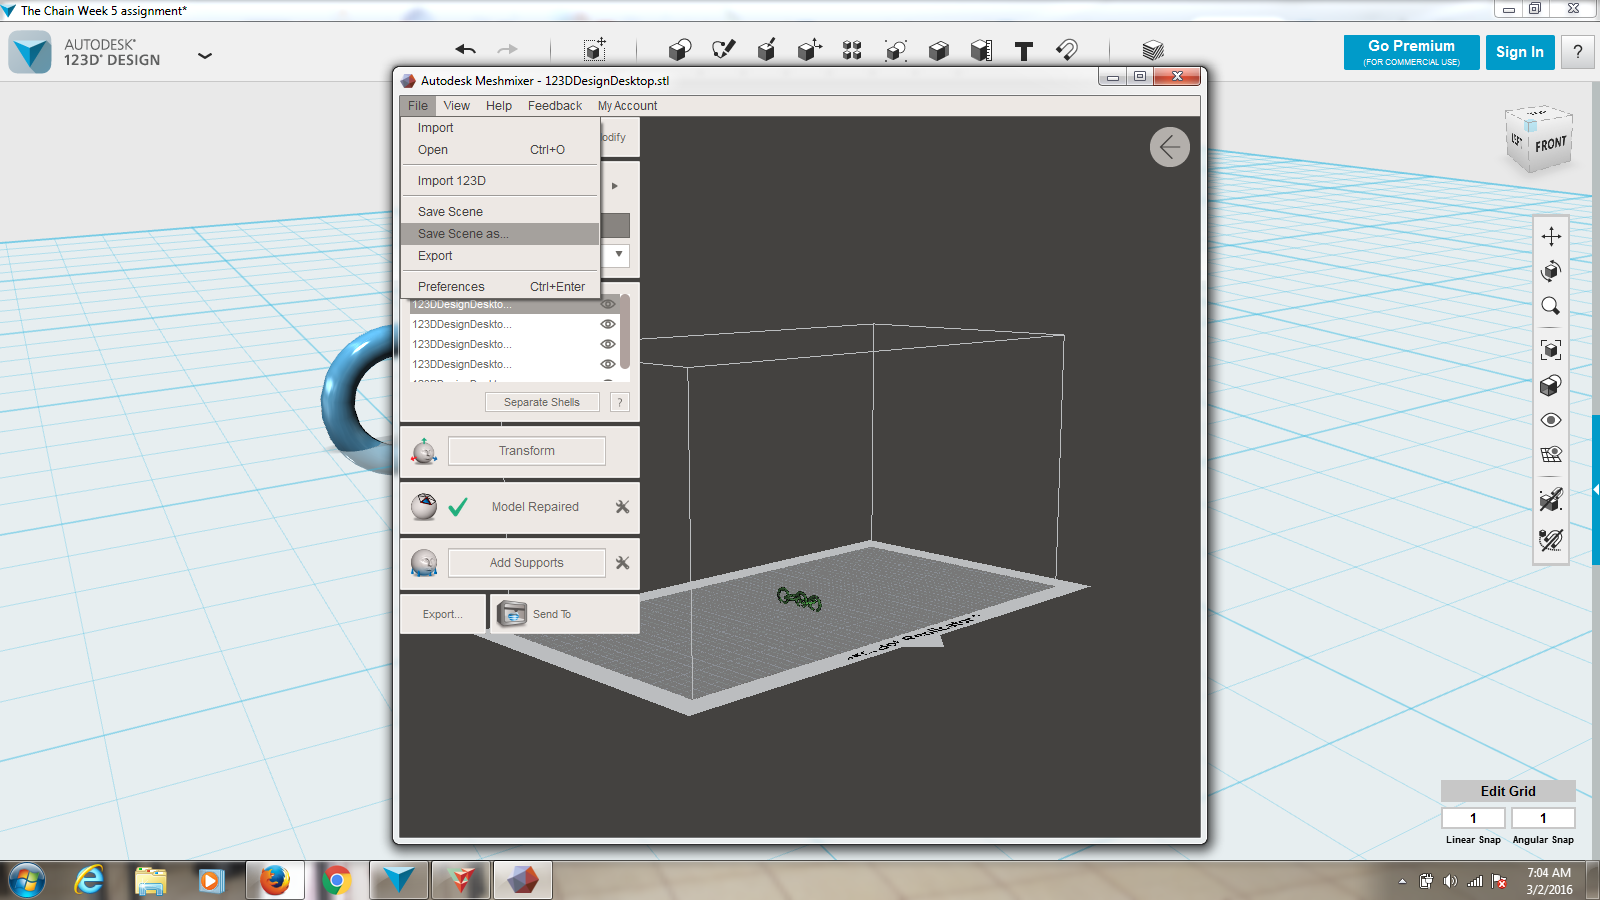 The Chain Week 5 assignment*
AUTODESK®
123D® DESIGN
Go Premium
(FOR COMMERCIAL USE)
Sign In
?
Autodesk Meshmixer - 123DDesignDesktop.stl
File View Help Feedback My Account
Import
Open Ctrl+O
Import 123D
Save Scene
Save Scene as...
Export
Preferences Ctrl+Enter
odify
123DDesignDeskto...
123DDesignDeskto...
123DDesignDeskto...
123DDesignDeskto...
Separate Shells
?
Transform
Model Repaired
Add Supports
Export...
Send To
Replicator
LEFT
FRONT
Edit Grid
1 1
Linear Snap Angular Snap
7:04 AM
3/2/2016